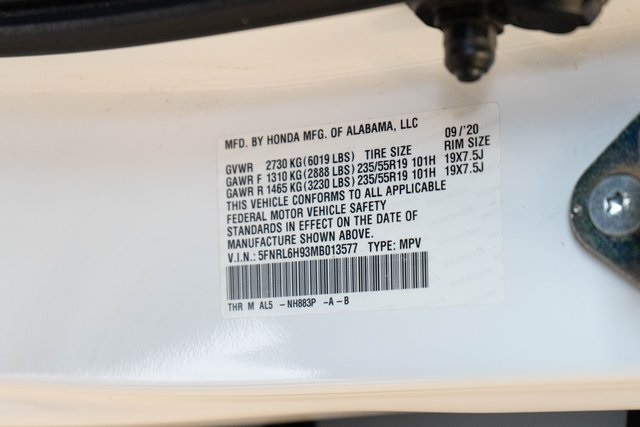 MFD. BY HONDA MFG. OF ALABAMA, LLC 09/'20
GVWR 2730 KG(6019 LBS) TIRE SIZE RIM SIZE
GAWR F 1310 KG(2888 LBS)235/55R19 101H 19X7.5J
GAWR R 1465 KG(3230 LBS)235/55R19 101H 19X7.5J
THIS VEHICLE CONFORMS TO ALL APPLICABLE
FEDERAL MOTOR VEHICLE SAFETY
STANDARDS IN EFFECT ON THE DATE OF
MANUFACTURE SHOWN ABOVE.
V.I.N.: 5FNRL6H93MB013577 TYPE: MPV
THR M AL5 -NH883P -A-B